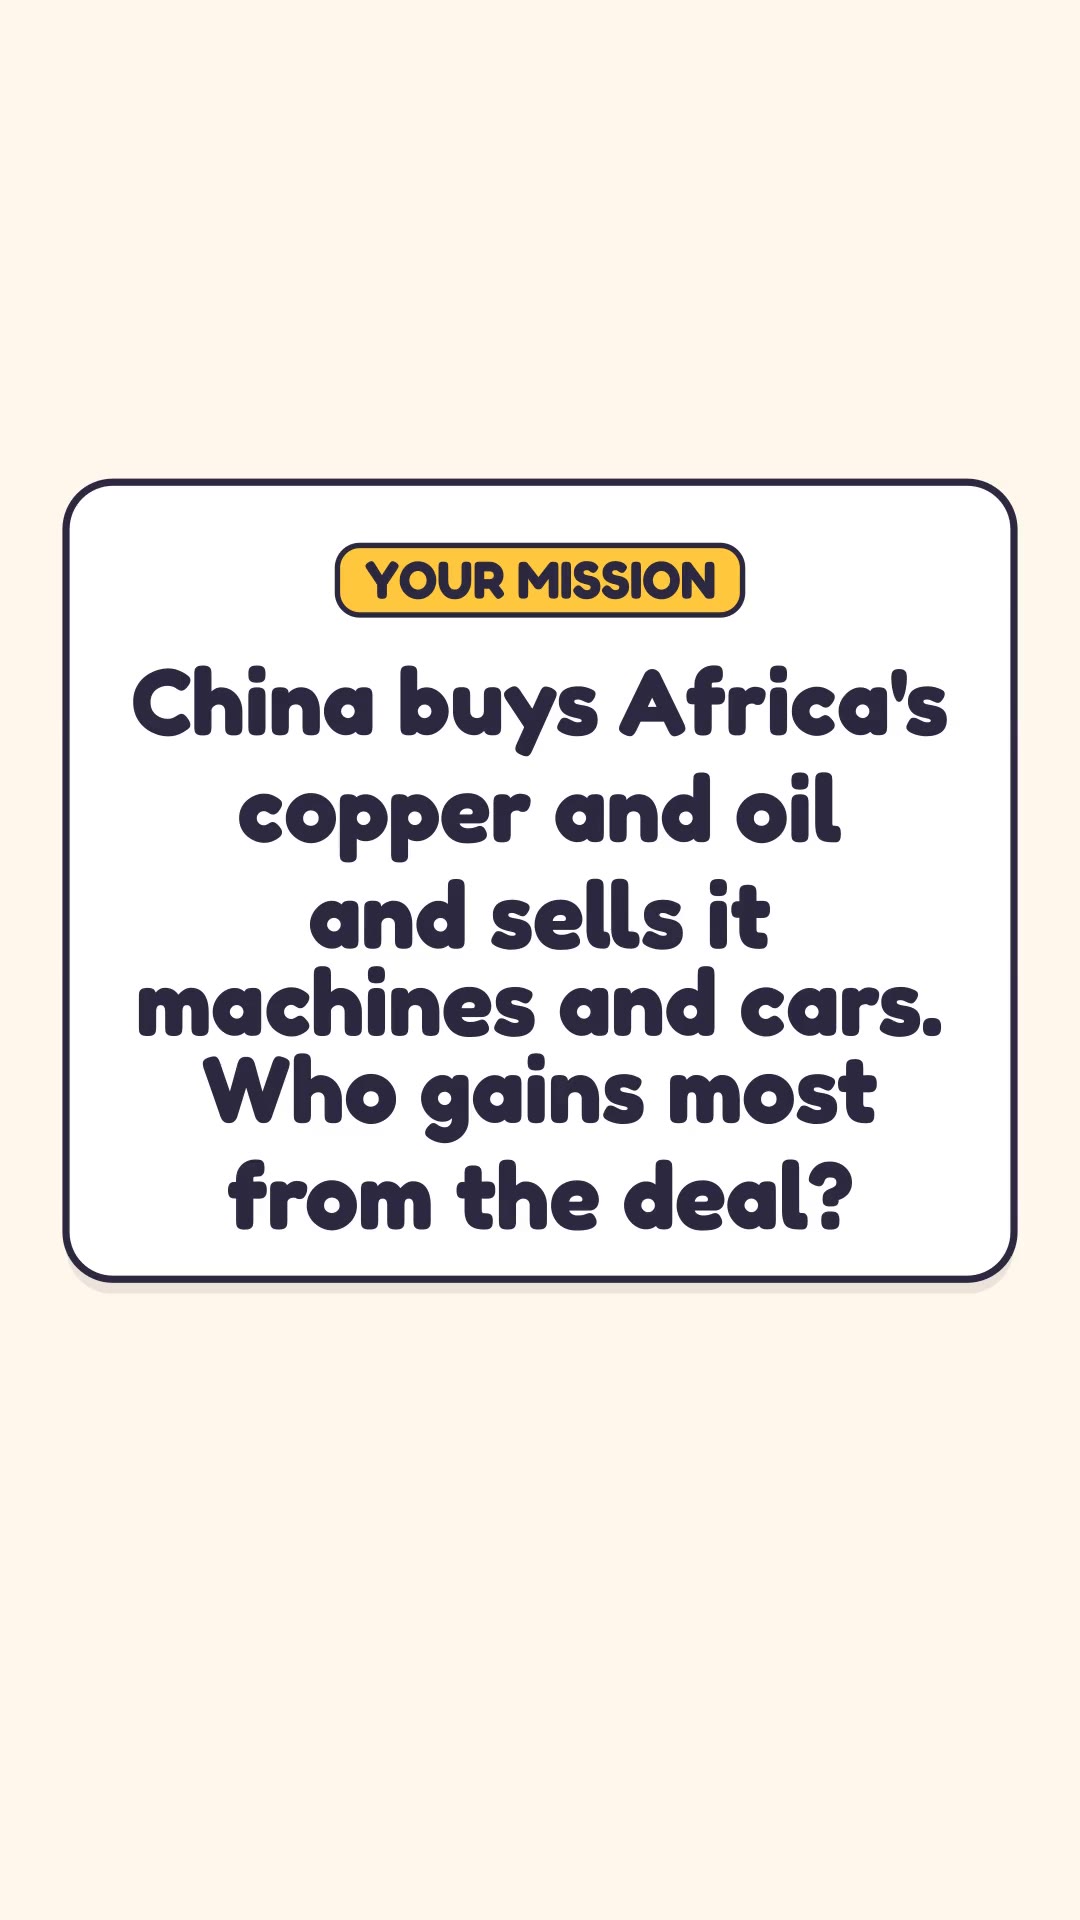 YOUR MISSION
China buys Africa's
copper and oil
and sells it
machines and cars.
Who gains most
from the deal?